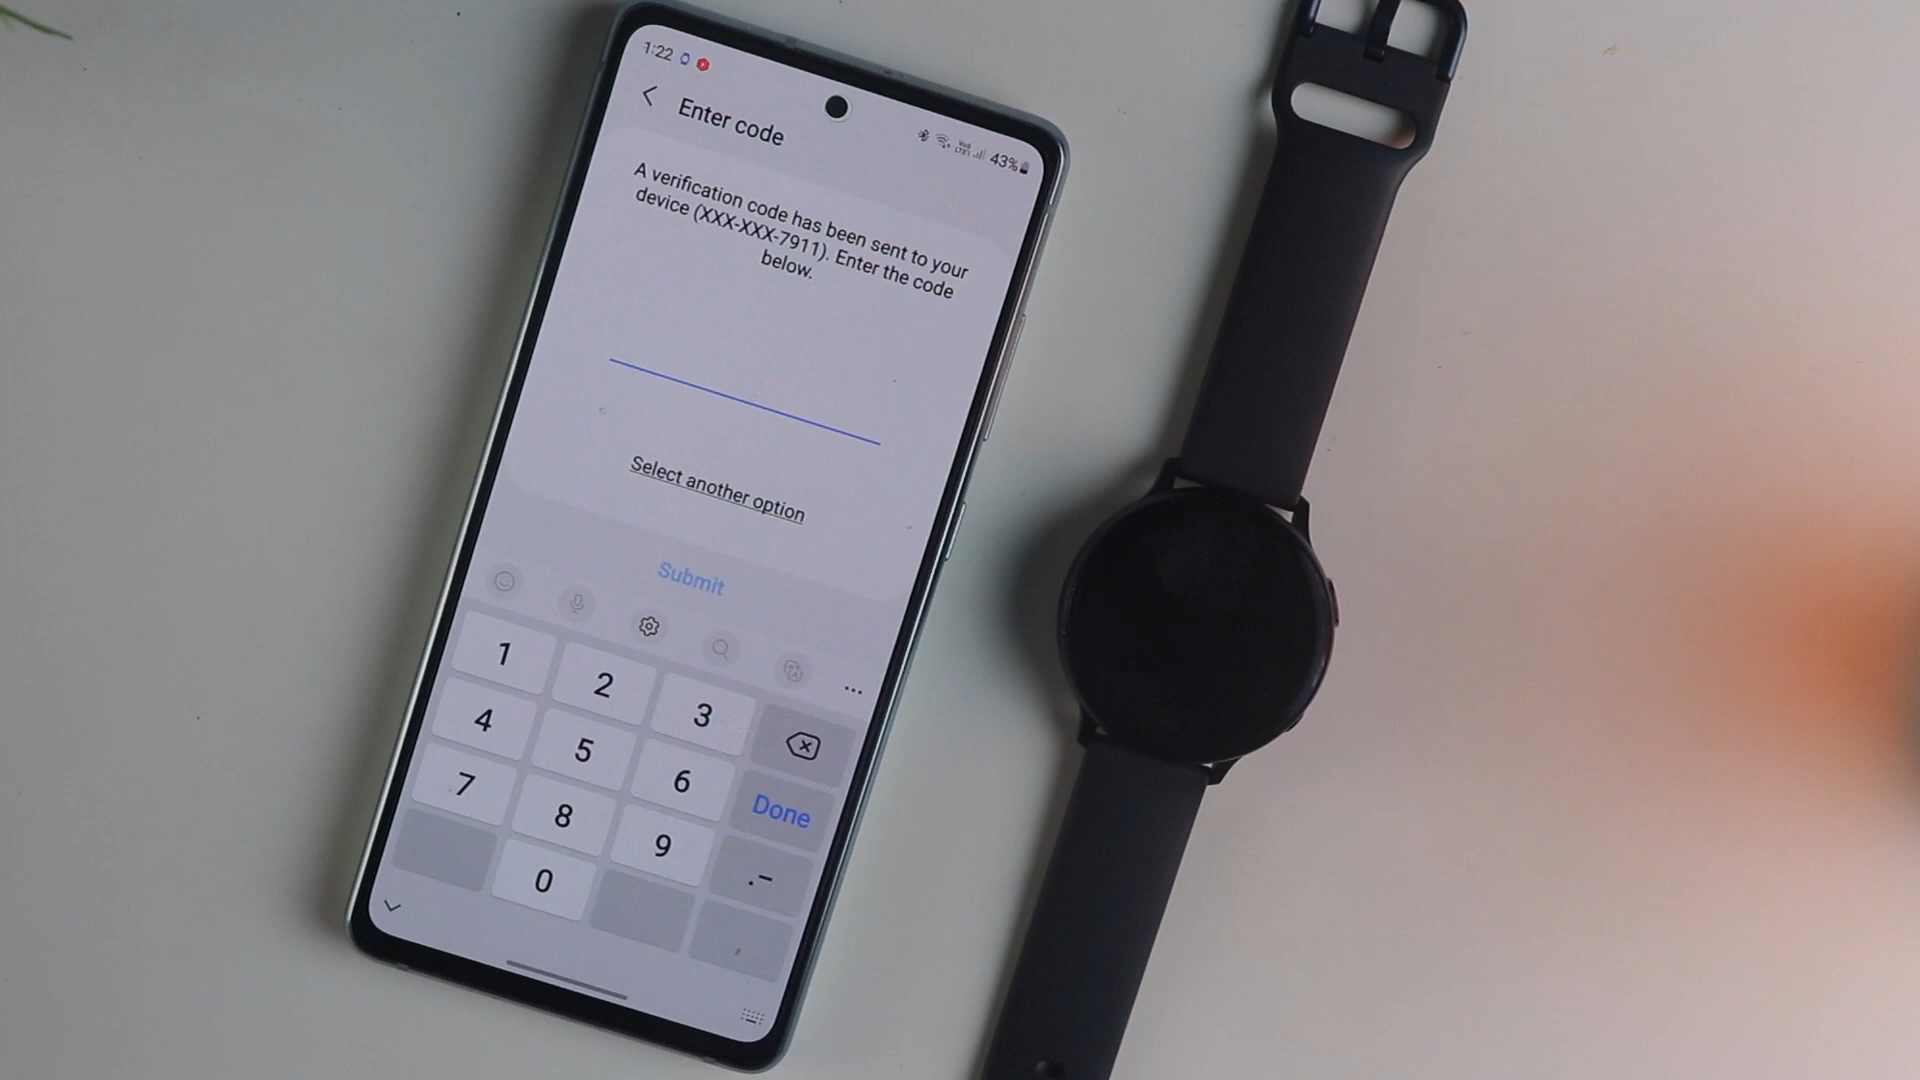 1:22
43%
Enter code
A verification code has been sent to your
device (XXX-XXX-7911). Enter the code
below.
Select another option
Submit
1 2 3
4 5 6 Done
7 8 9 .-
0 ,